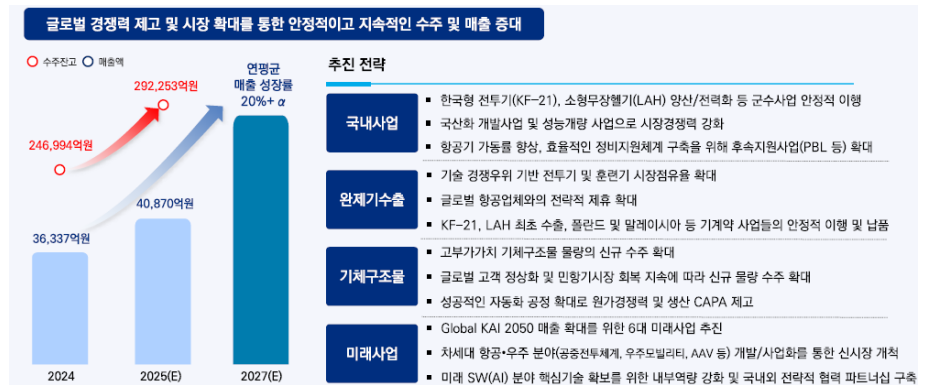 글로벌 경쟁력 제고 및 시장 확대를 통한 안정적이고 지속적인 수주 및 매출 증대
수주잔고 매출액
292,253억원
246,994억원
연평균
매출 성장률
20%+ α
40,870억원
36,337억원
2024 2025(E) 2027(E)
추진 전략
국내사업
▪ 한국형 전투기(KF-21), 소형무장헬기(LAH) 양산/전력화 등 군수사업 안정적 이행
▪ 국산화 개발사업 및 성능개량 사업으로 시장경쟁력 강화
▪ 항공기 가동률 향상, 효율적인 정비지원체계 구축을 위해 후속지원사업(PBL 등) 확대
완제기수출
▪ 기술 경쟁우위 기반 전투기 및 훈련기 시장점유율 확대
▪ 글로벌 항공업체와의 전략적 제휴 확대
▪ KF-21, LAH 최초 수출, 폴란드 및 말레이시아 등 기계약 사업들의 안정적 이행 및 납품
기체구조물
▪ 고부가가치 기체구조물 물량의 신규 수주 확대
▪ 글로벌 고객 정상화 및 민항기시장 회복 지속에 따라 신규 물량 수주 확대
▪ 성공적인 자동화 공정 확대로 원가경쟁력 및 생산 CAPA 제고
미래사업
▪ Global KAI 2050 매출 확대를 위한 6대 미래사업 추진
▪ 차세대 항공•우주 분야(공중전투체계, 우주모빌리티, AAV 등) 개발/사업화를 통한 신시장 개척
▪ 미래 SW(AI) 분야 핵심기술 확보를 위한 내부역량 강화 및 국내외 전략적 협력 파트너십 구축